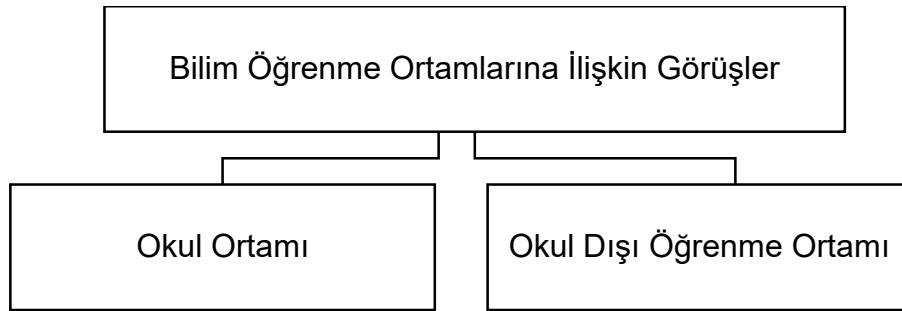 Bilim Öğrenme Ortamlarına İlişkin Görüşler
Okul Ortamı
Okul Dışı Öğrenme Ortamı